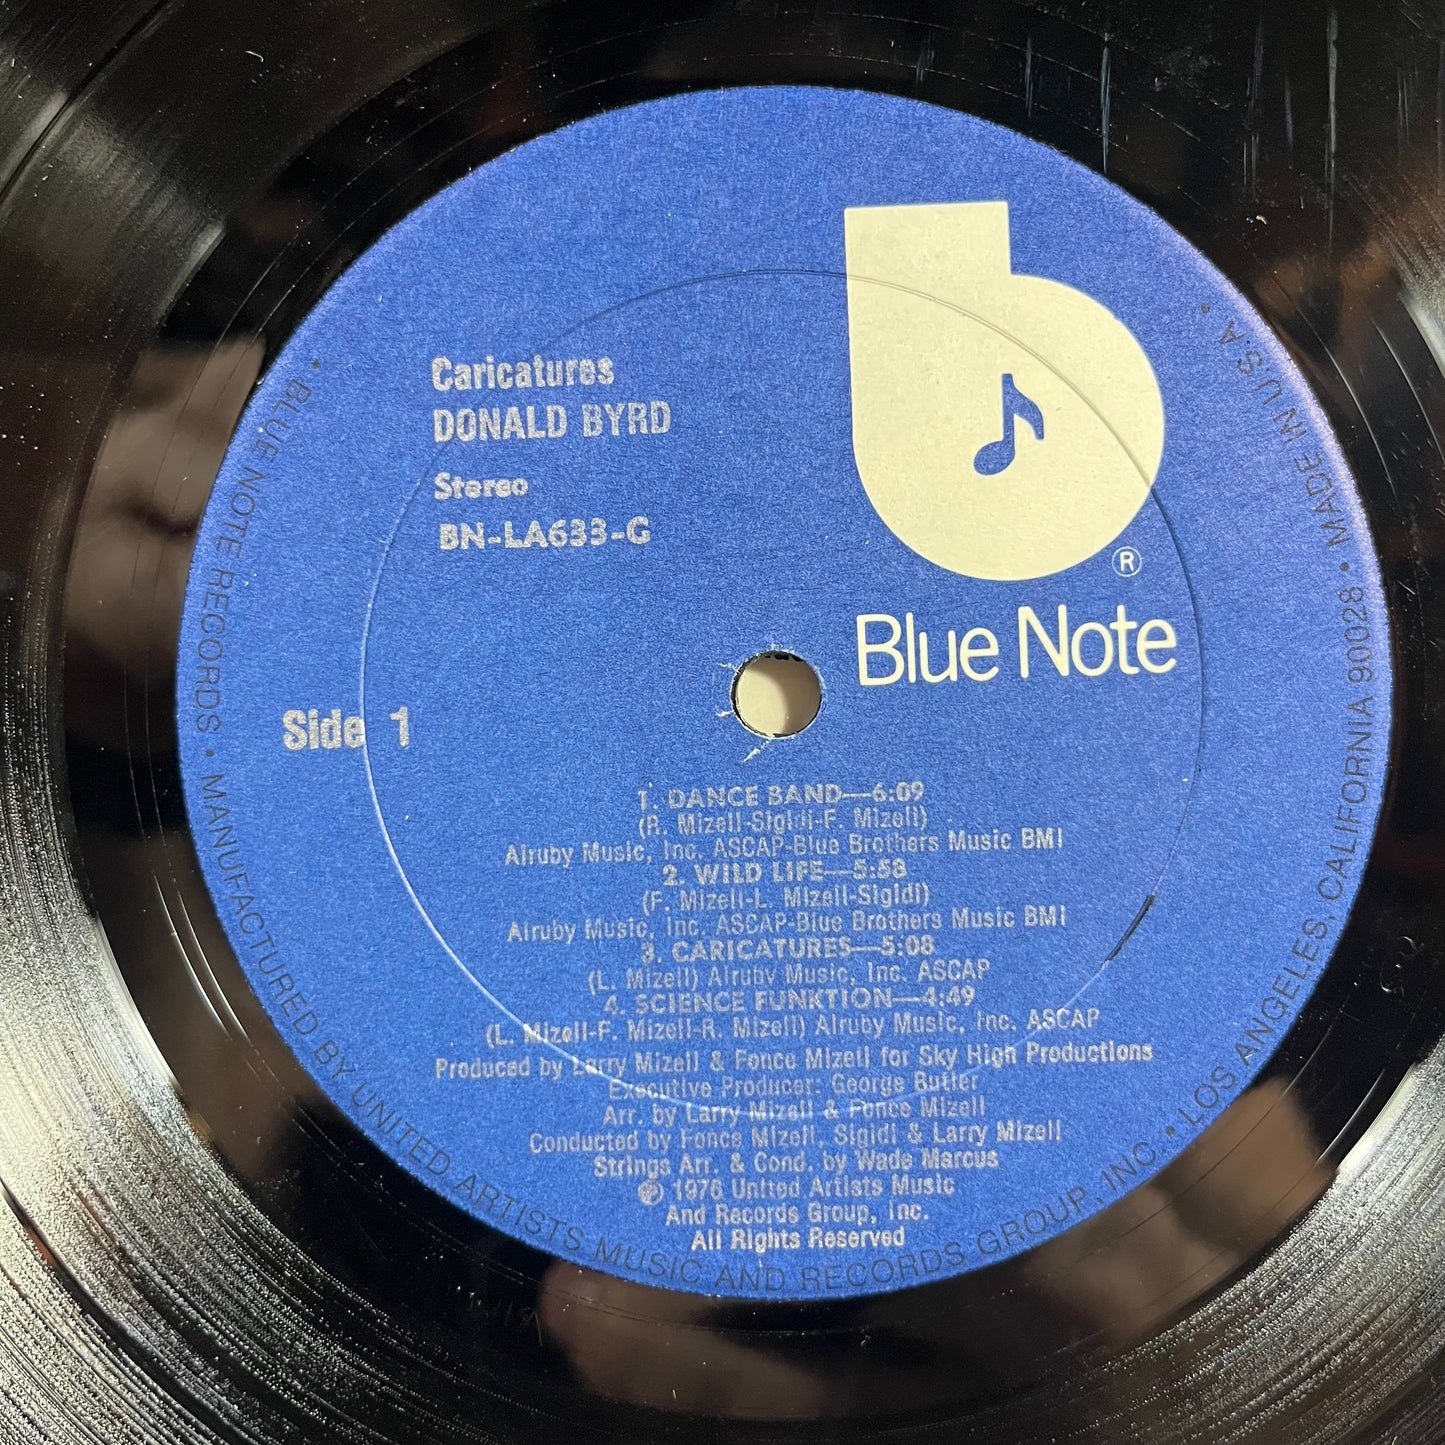 Caricatures
DONALD BYRD
Stereo
BN-LA633-G
®
Blue Note
Side 1
1. DANCE BAND—6:09
(R. Mizell-Sigidi-F. Mizell)
Alruby Music, Inc. ASCAP-Blue Brothers Music BMI
2. WILD LIFE—5:58
(F. Mizell-L. Mizell-Sigidi)
Alruby Music, Inc. ASCAP-Blue Brothers Music BMI
3. CARICATURES—5:08
(L. Mizell) Alruby Music, Inc. ASCAP
4. SCIENCE FUNKTION—4:49
(L. Mizell-F. Mizell-R. Mizell) Alruby Music, Inc. ASCAP
Produced by Larry Mizell & Fonce Mizell for Sky High Productions
Executive Producer: George Butler
Arr. by Larry Mizell & Fonce Mizell
Conducted by Fonce Mizell, Sigidi & Larry Mizell
Strings Arr. & Cond. by Wade Marcus
℗ 1976 United Artists Music
And Records Group, Inc.
All Rights Reserved
• BLUE NOTE RECORDS • MANUFACTURED BY UNITED ARTISTS MUSIC AND RECORDS GROUP, INC. • LOS ANGELES, CALIFORNIA 90028 • MADE IN U.S.A •